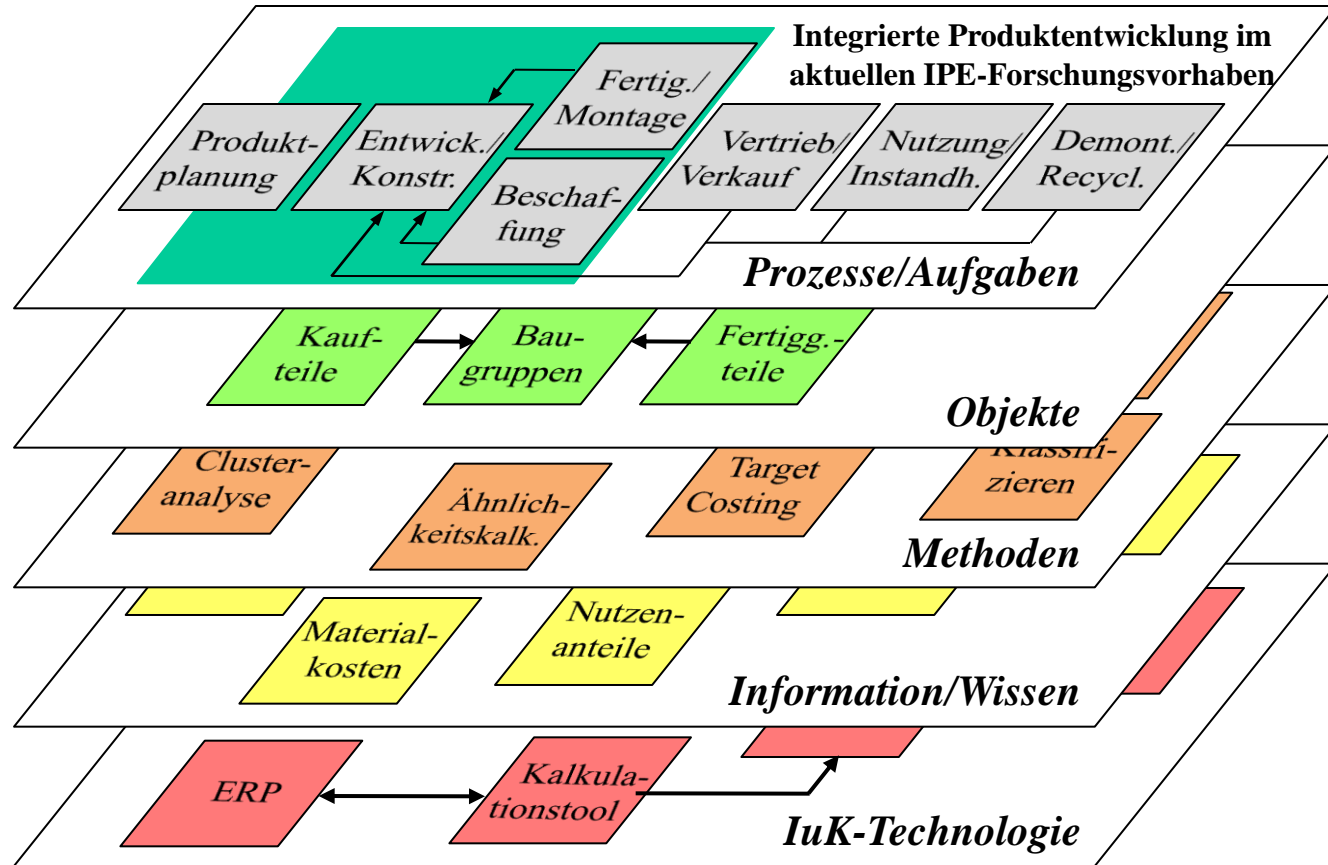 Integrierte Produktentwicklung im
aktuellen IPE-Forschungsvorhaben
Produkt-
planung
Entwick./
Konstr.
Fertig./
Montage
Beschaf-
fung
Vertrieb/
Verkauf
Nutzung/
Instandh.
Demont./
Recycl.
Prozesse/Aufgaben
Kauf-
teile
Bau-
gruppen
Fertigg.-
teile
Objekte
Cluster-
analyse
Ähnlich-
keitskalk.
Target
Costing
Klassifi-
zieren
Methoden
Material-
kosten
Nutzen-
anteile
Information/Wissen
ERP
Kalkula-
tionstool
IuK-Technologie